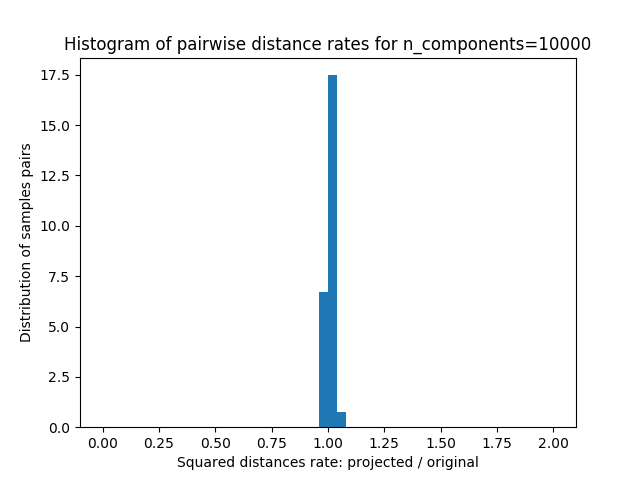 Histogram of pairwise distance rates for n_components=10000
17.5
15.0
12.5
10.0
7.5
5.0
2.5
0.0
Distribution of samples pairs
0.00 0.25 0.50 0.75 1.00 1.25 1.50 1.75 2.00
Squared distances rate: projected / original